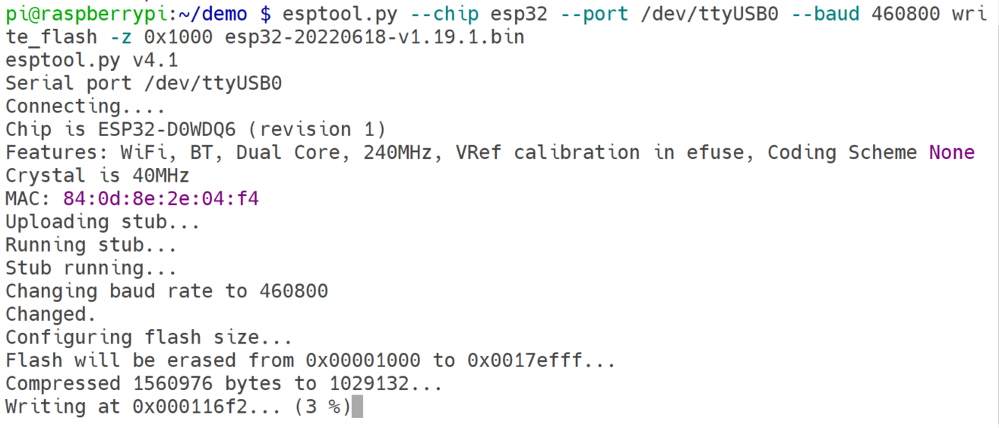 pi@raspberrypi:~/demo $ esptool.py --chip esp32 --port /dev/ttyUSB0 --baud 460800 wri
te_flash -z 0x1000 esp32-20220618-v1.19.1.bin
esptool.py v4.1
Serial port /dev/ttyUSB0
Connecting....
Chip is ESP32-D0WDQ6 (revision 1)
Features: WiFi, BT, Dual Core, 240MHz, VRef calibration in efuse, Coding Scheme None
Crystal is 40MHz
MAC: 84:0d:8e:2e:04:f4
Uploading stub...
Running stub...
Stub running...
Changing baud rate to 460800
Changed.
Configuring flash size...
Flash will be erased from 0x00001000 to 0x0017efff...
Compressed 1560976 bytes to 1029132...
Writing at 0x000116f2... (3 %)